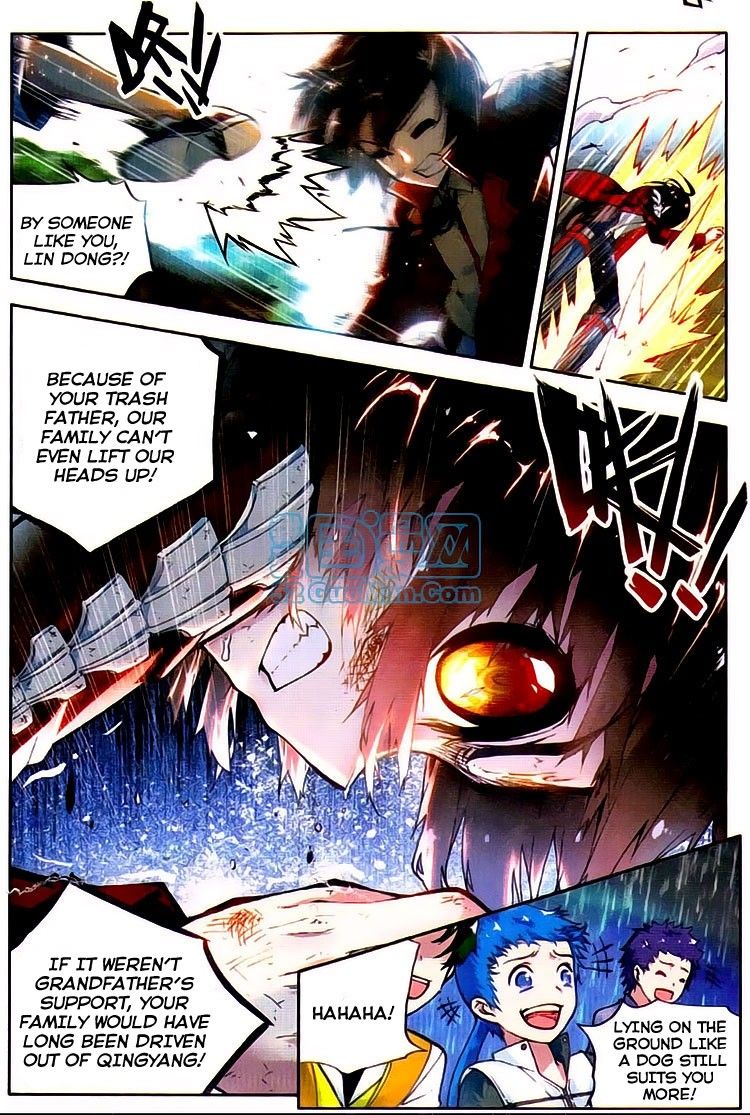 BY SOMEONE
LIKE YOU,
LIN DONG?!
BECAUSE OF
YOUR TRASH
FATHER, OUR
FAMILY CAN'T
EVEN LIFT OUR
HEADS UP!
IF IT WEREN'T
GRANDFATHER'S
SUPPORT, YOUR
FAMILY WOULD HAVE
LONG BEEN DRIVEN
OUT OF QINGYANG!
HAHAHA!
LYING ON THE
GROUND LIKE
A DOG STILL
SUITS YOU
MORE!